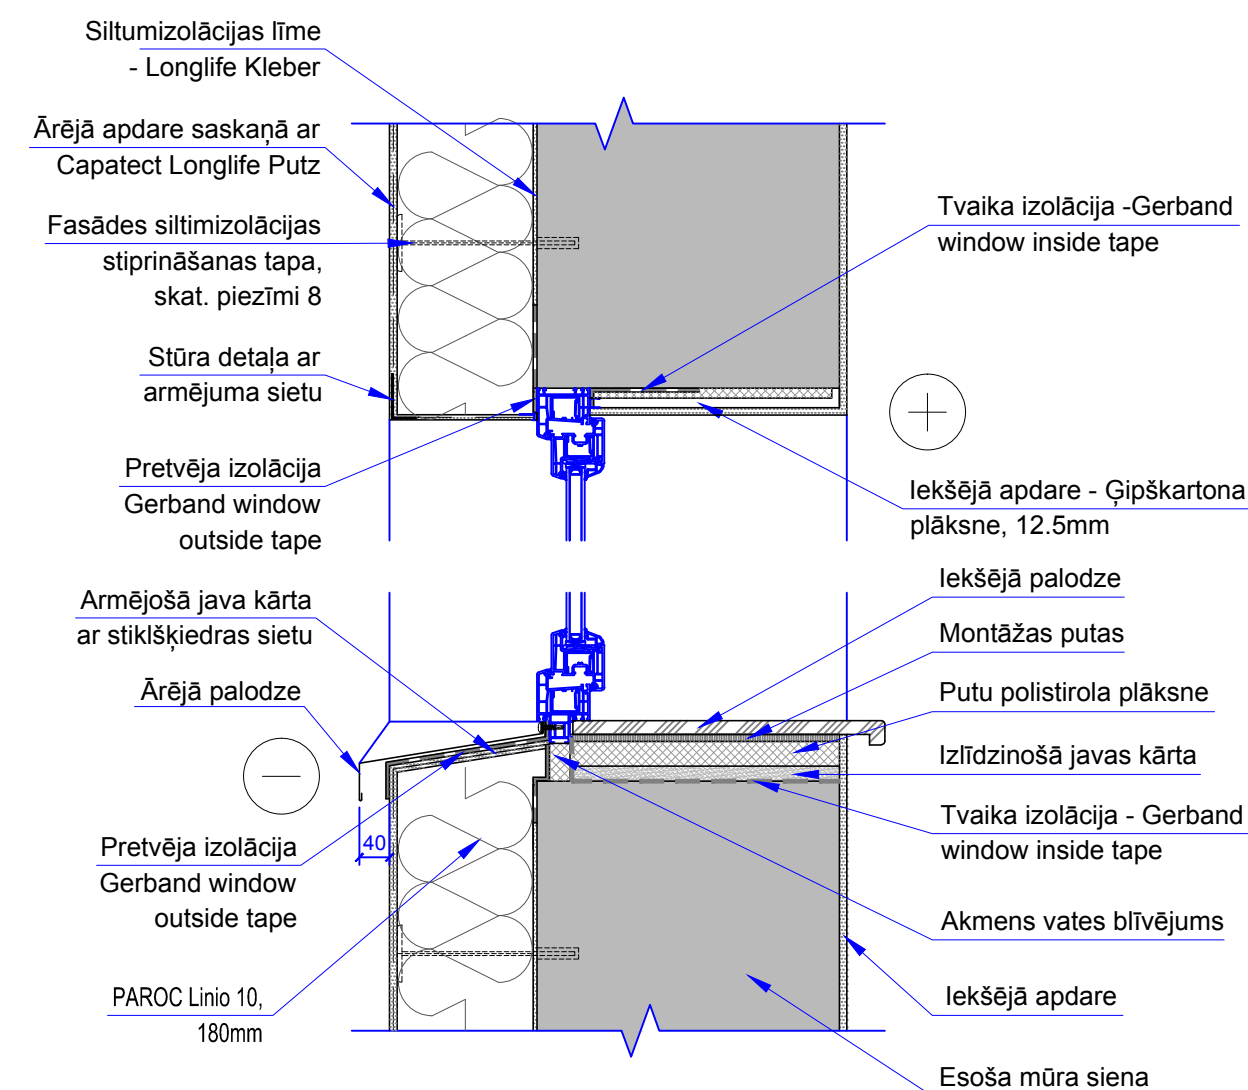 Siltumizolācijas līme
- Longlife Kleber
Ārējā apdare saskaņā ar
Capatect Longlife Putz
Fasādes siltimizolācijas
stiprināšanas tapa,
skat. piezīmi 8
Stūra detaļa ar
armējuma sietu
Pretvēja izolācija
Gerband window
outside tape
Tvaika izolācija -Gerband
window inside tape
Iekšējā apdare - Ģipškartona
plāksne, 12.5mm
Armējošā java kārta
ar stiklšķiedras sietu
Ārējā palodze
40
Pretvēja izolācija
Gerband window
outside tape
PAROC Linio 10,
180mm
Iekšējā palodze
Montāžas putas
Putu polistirola plāksne
Izlīdzinošā javas kārta
Tvaika izolācija - Gerband
window inside tape
Akmens vates blīvējums
Iekšējā apdare
Esoša mūra siena